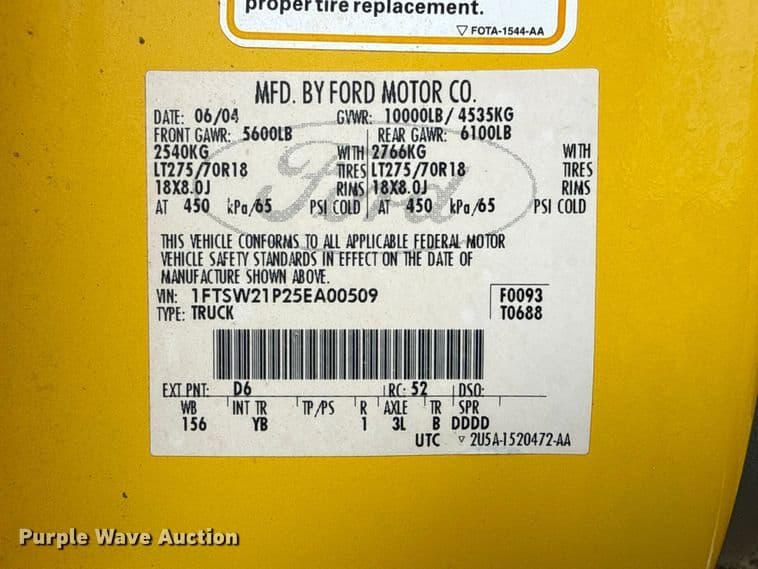 proper tire replacement.
▽ FOTA-1544-AA
MFD. BY FORD MOTOR CO.
DATE: 06/04 GVWR: 10000LB/ 4535KG
FRONT GAWR: 5600LB REAR GAWR: 6100LB
2540KG WITH 2766KG WITH
LT275/70R18 TIRES LT275/70R18 TIRES
18X8.0J RIMS 18X8.0J RIMS
AT 450 kPa/65 PSI COLD AT 450 kPa/65 PSI COLD
Ford
THIS VEHICLE CONFORMS TO ALL APPLICABLE FEDERAL MOTOR
VEHICLE SAFETY STANDARDS IN EFFECT ON THE DATE OF
MANUFACTURE SHOWN ABOVE.
VIN: 1FTSW21P25EA00509 F0093
TYPE: TRUCK T0688
EXT PNT: D6 RC: 52 DSO:
WB INT TR TP/PS R AXLE TR SPR
156 YB 1 3L B DDDD
UTC ▽ 2U5A-1520472-AA
Purple Wave Auction